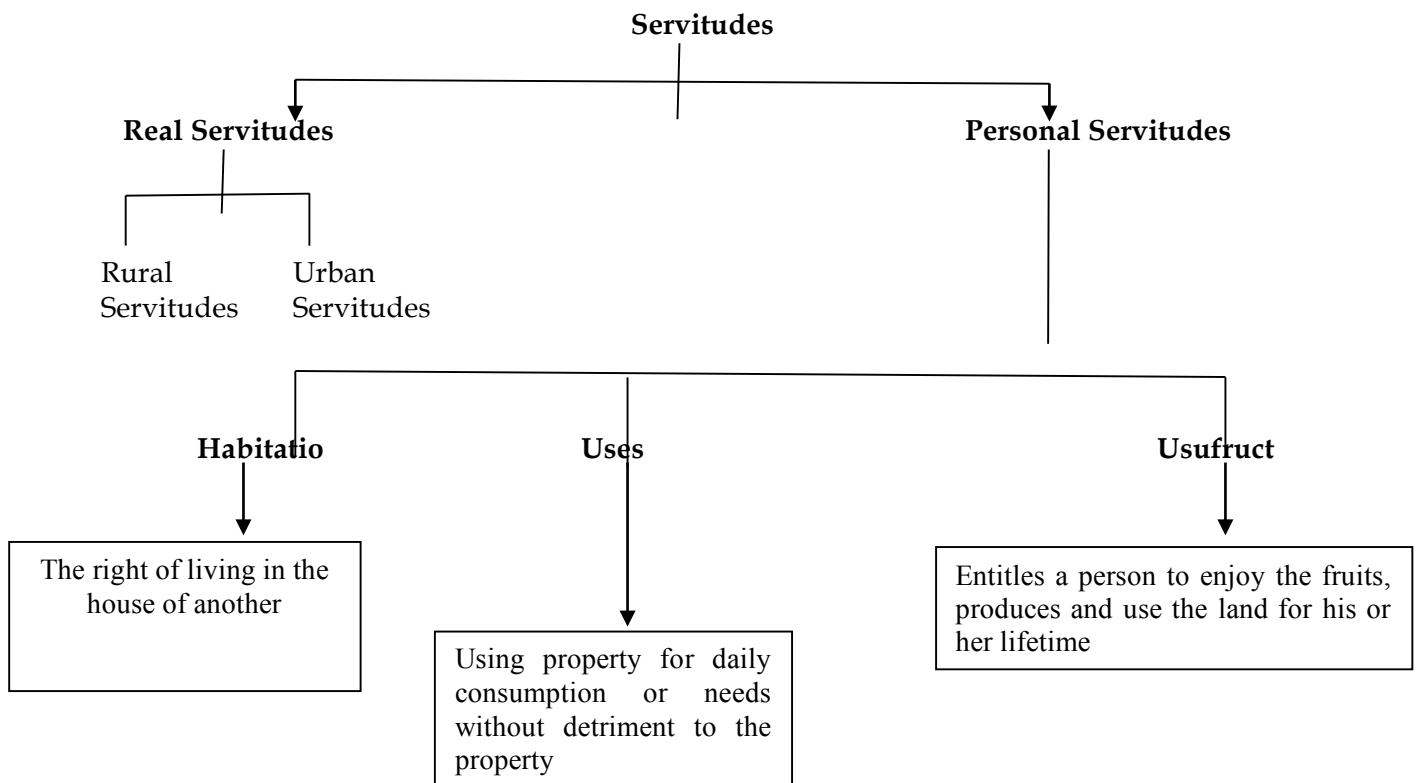 Servitudes
Real Servitudes
Personal Servitudes
Rural
Servitudes
Urban
Servitudes
Habitatio
Uses
Usufruct
The right of living in the
house of another
Using property for daily
consumption or needs
without detriment to the
property
Entitles a person to enjoy the fruits,
produces and use the land for his or
her lifetime